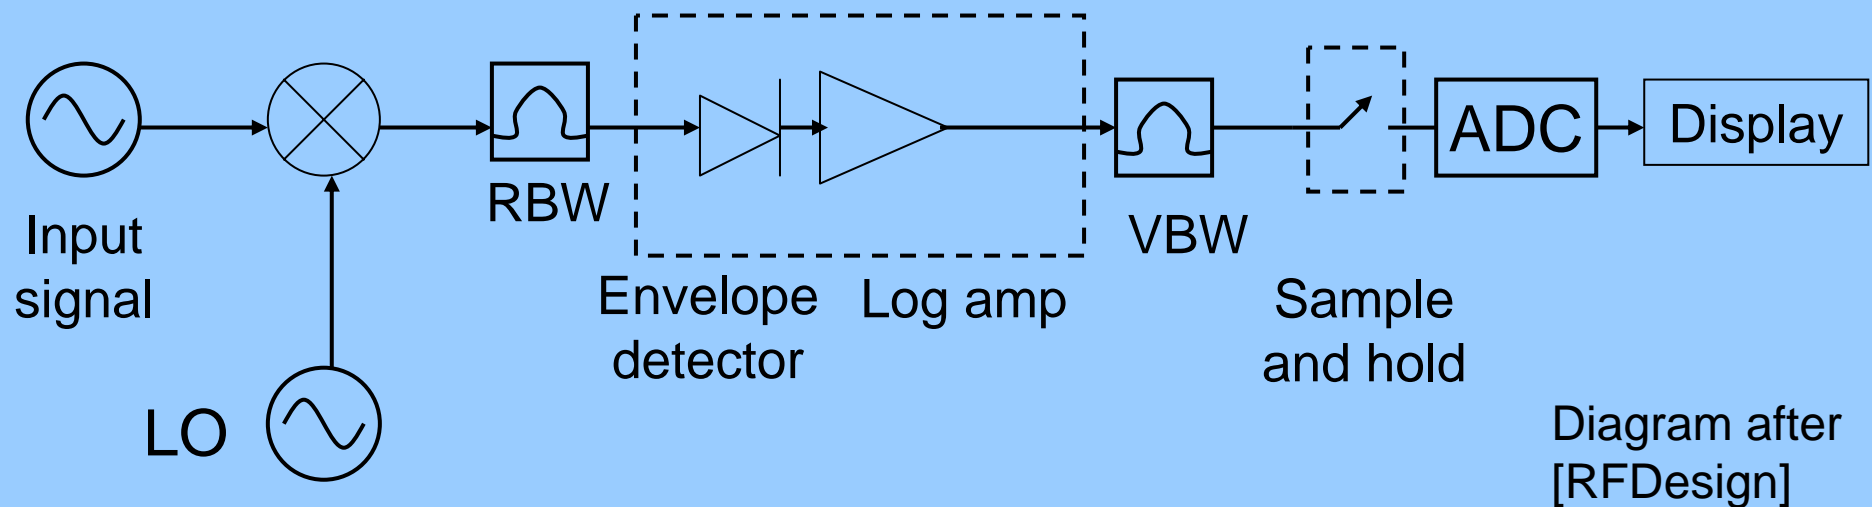 Input
signal
LO
RBW
Envelope
detector
Log amp
VBW
Sample
and hold
ADC
Display
Diagram after
[RFDesign]